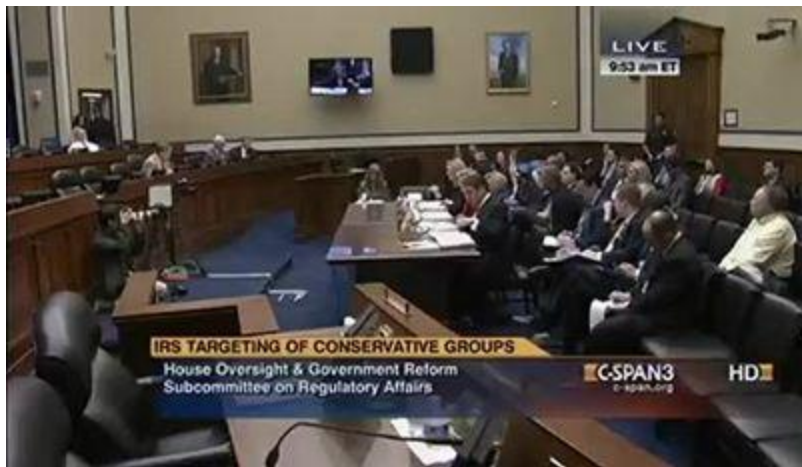 LIVE
9:53 am ET
IRS TARGETING OF CONSERVATIVE GROUPS
House Oversight & Government Reform
Subcommittee on Regulatory Affairs
C-SPAN3
c-span.org
HD